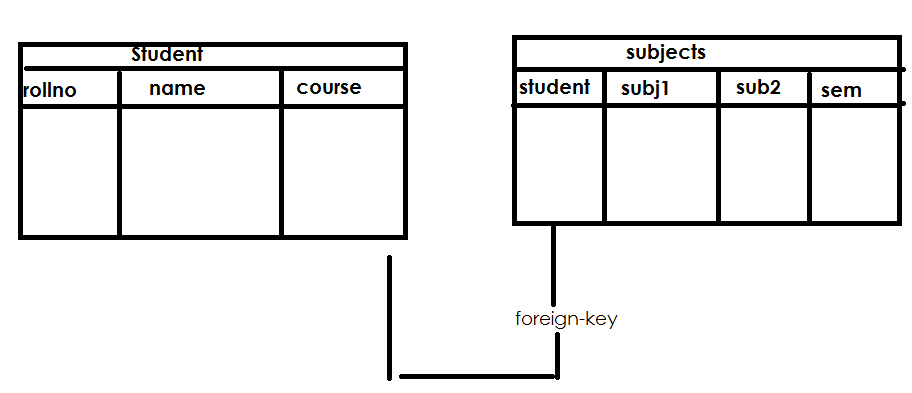 Student
rollno name course
subjects
student subj1 sub2 sem
foreign-key